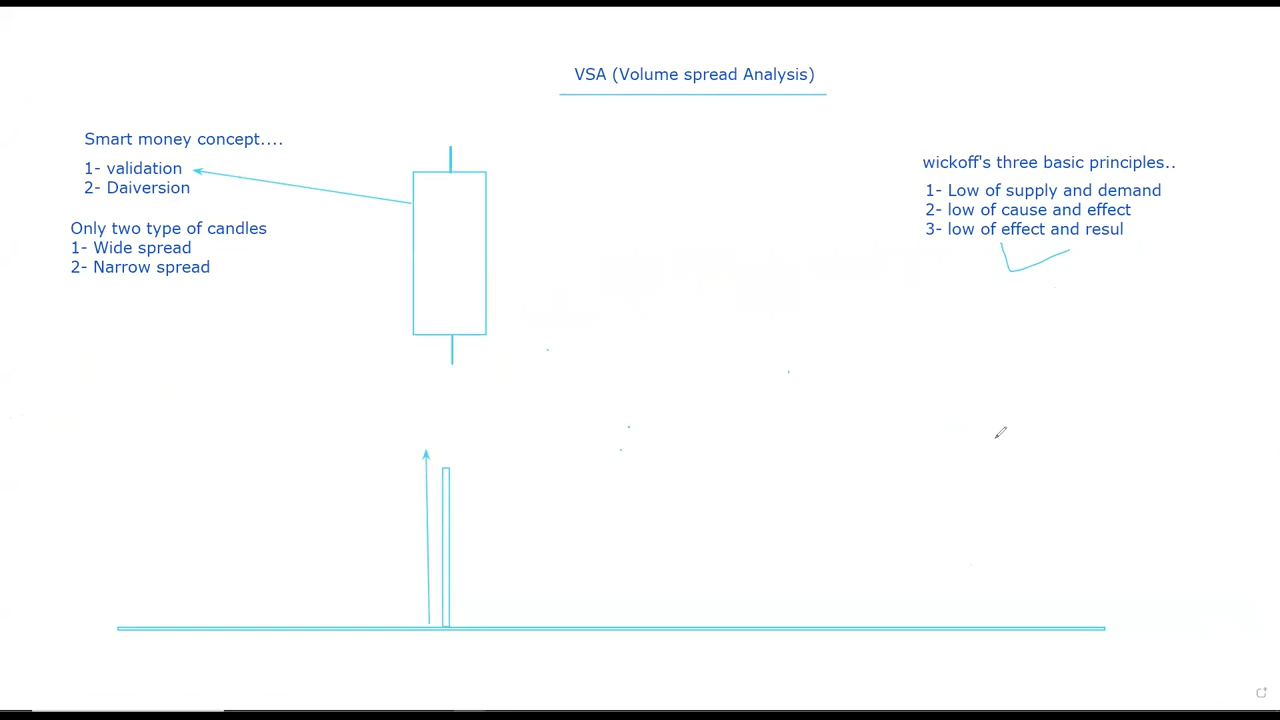 VSA (Volume spread Analysis)
Smart money concept....
1- validation
2- Daiversion
Only two type of candles
1- Wide spread
2- Narrow spread
wickoff's three basic principles..
1- Low of supply and demand
2- low of cause and effect
3- low of effect and resul